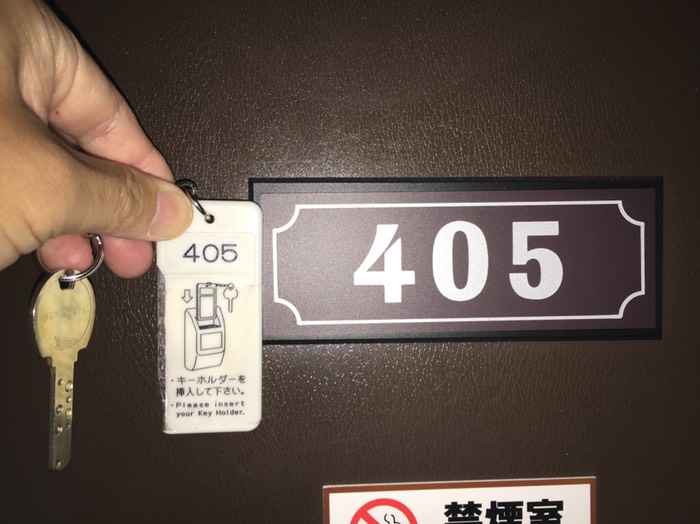 405
405
・キーホルダーを
挿入して下さい。
・Please insert
your Key Holder.
禁煙室